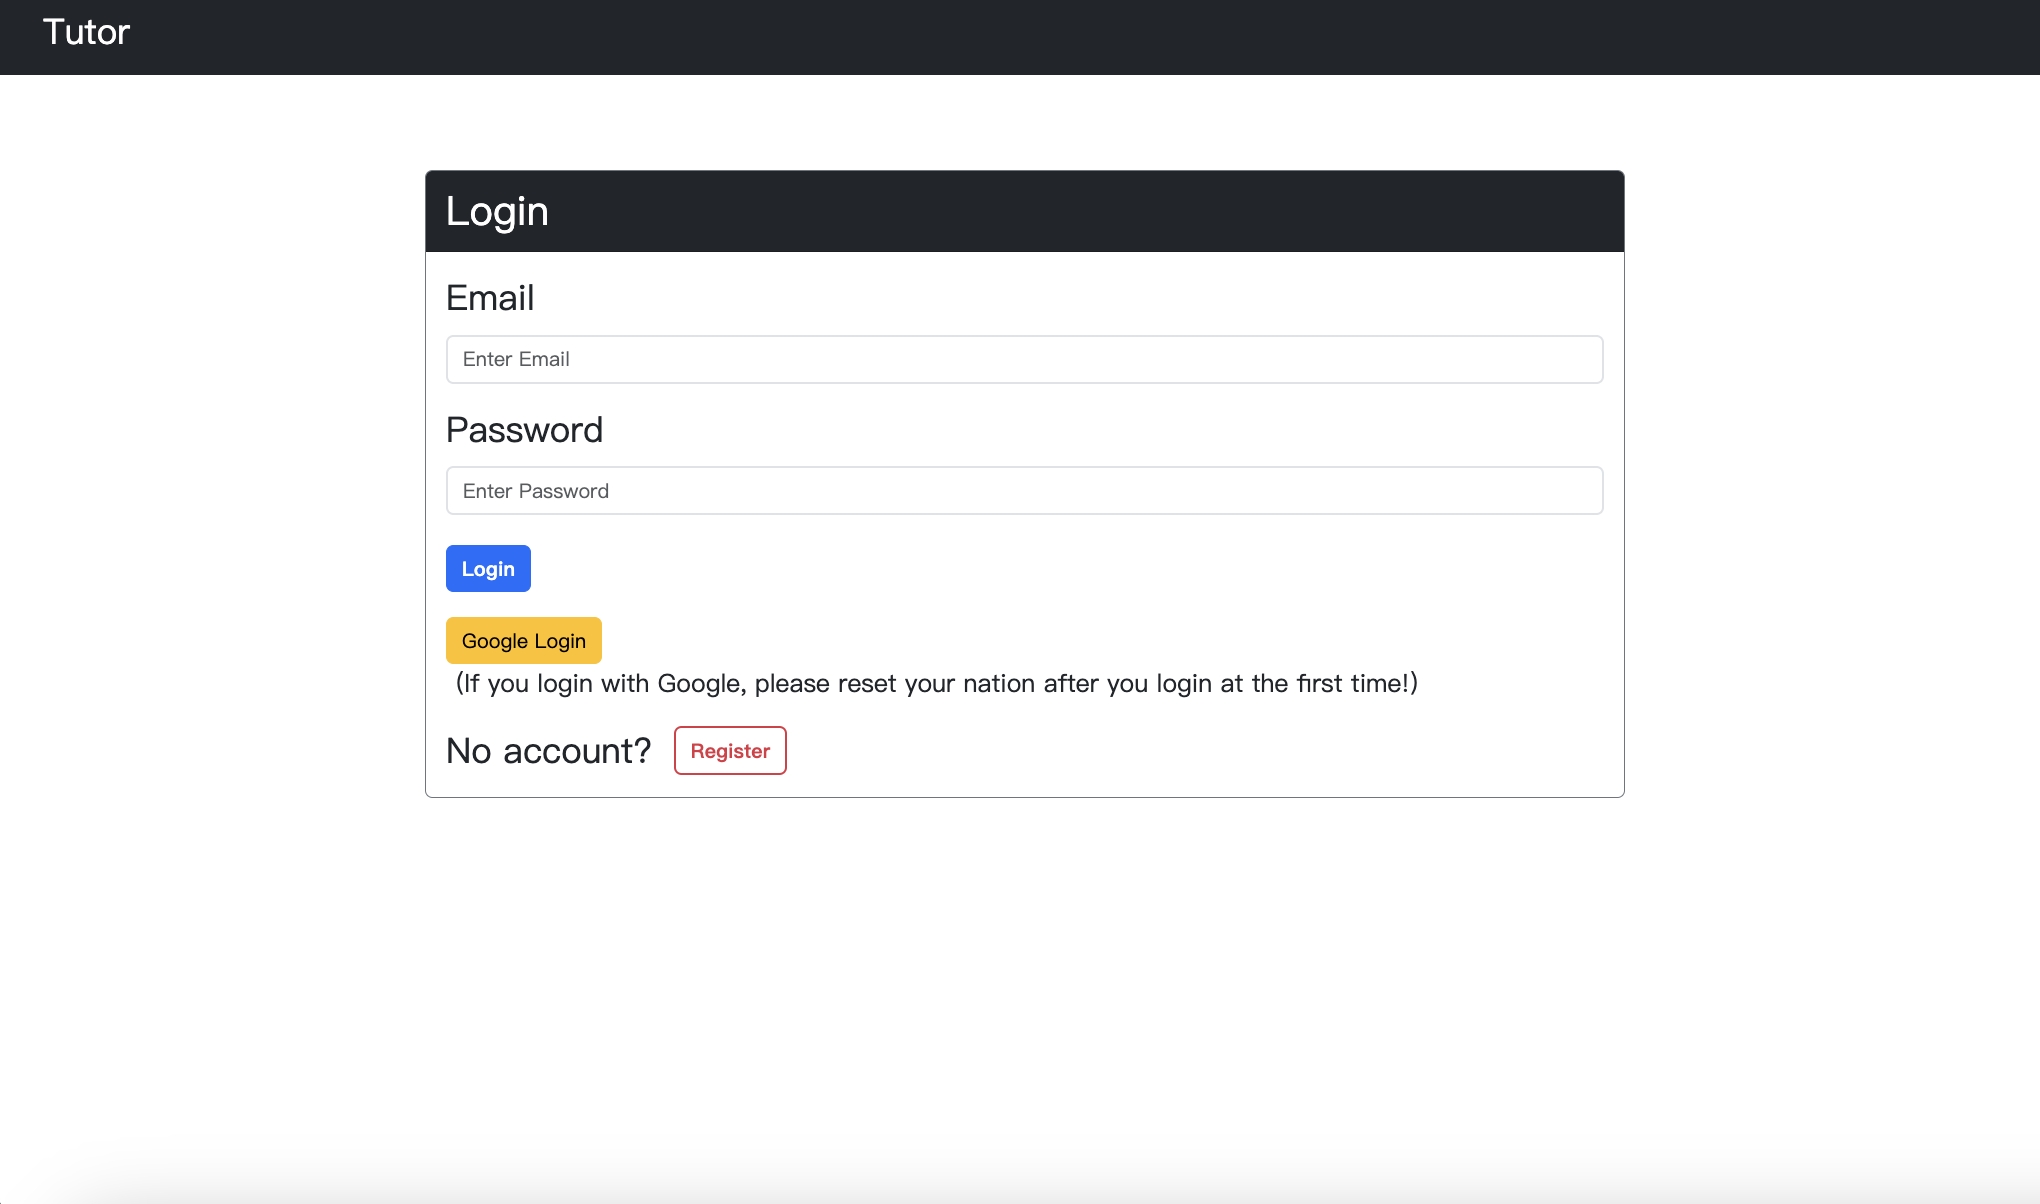 Tutor
Login
Email
Enter Email
Password
Enter Password
Login
Google Login
(If you login with Google, please reset your nation after you login at the first time!)
No account? Register